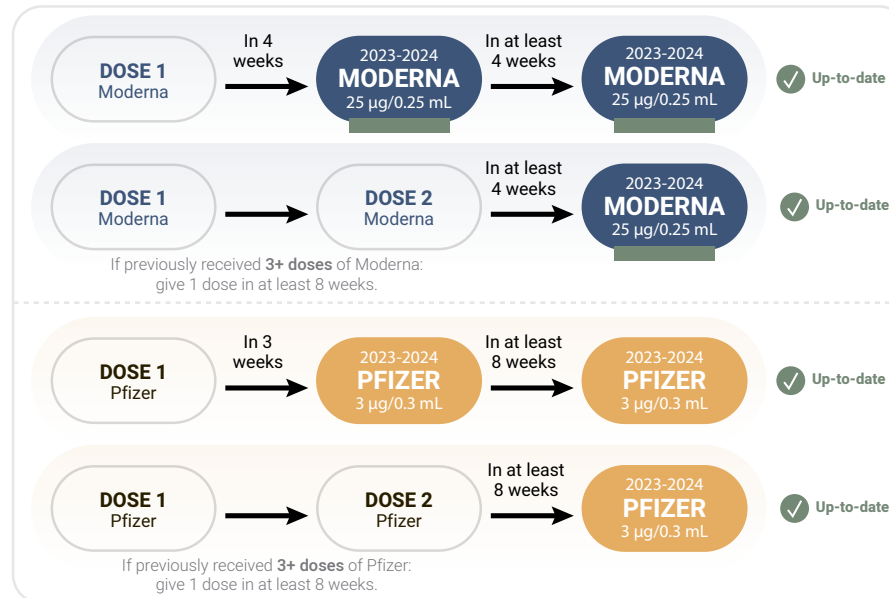 In 4
weeks
In at least
4 weeks
DOSE 1
Moderna
2023-2024
MODERNA
25 µg/0.25 mL
2023-2024
MODERNA
25 µg/0.25 mL
Up-to-date
In at least
4 weeks
DOSE 1
Moderna
DOSE 2
Moderna
2023-2024
MODERNA
25 µg/0.25 mL
Up-to-date
If previously received 3+ doses of Moderna:
give 1 dose in at least 8 weeks.
In 3
weeks
In at least
8 weeks
DOSE 1
Pfizer
2023-2024
PFIZER
3 µg/0.3 mL
2023-2024
PFIZER
3 µg/0.3 mL
Up-to-date
In at least
8 weeks
DOSE 1
Pfizer
DOSE 2
Pfizer
2023-2024
PFIZER
3 µg/0.3 mL
Up-to-date
If previously received 3+ doses of Pfizer:
give 1 dose in at least 8 weeks.